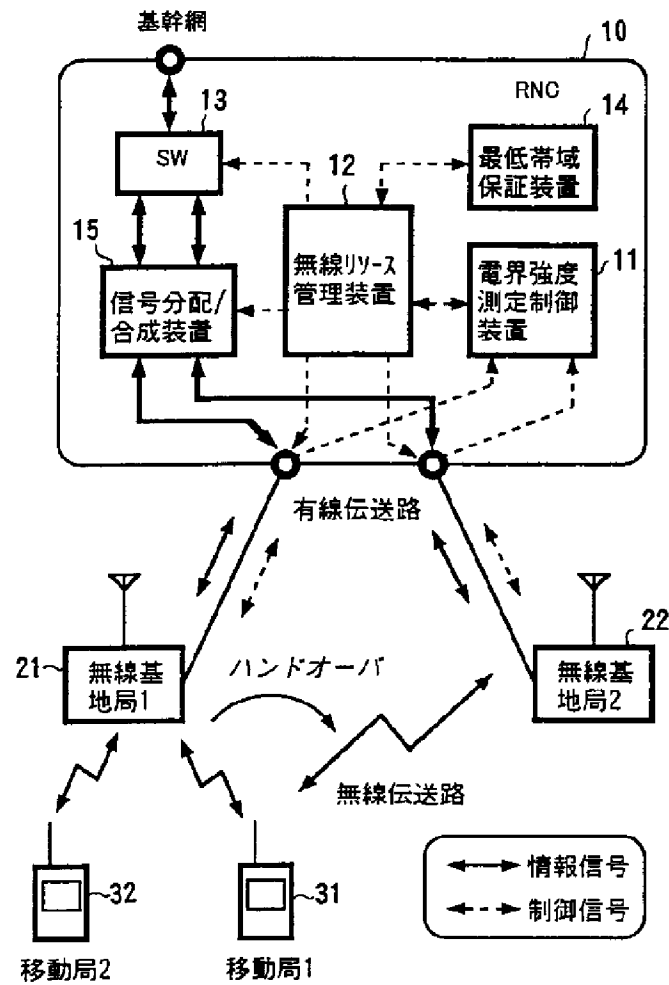 基幹網
10
RNC
13
SW
14
最低帯域
保証装置
12
無線リソース
管理装置
15
信号分配/
合成装置
11
電界強度
測定制御
装置
有線伝送路
21
無線基
地局1
ハンドオーバ
22
無線基
地局2
無線伝送路
32
移動局2
31
移動局1
情報信号
制御信号